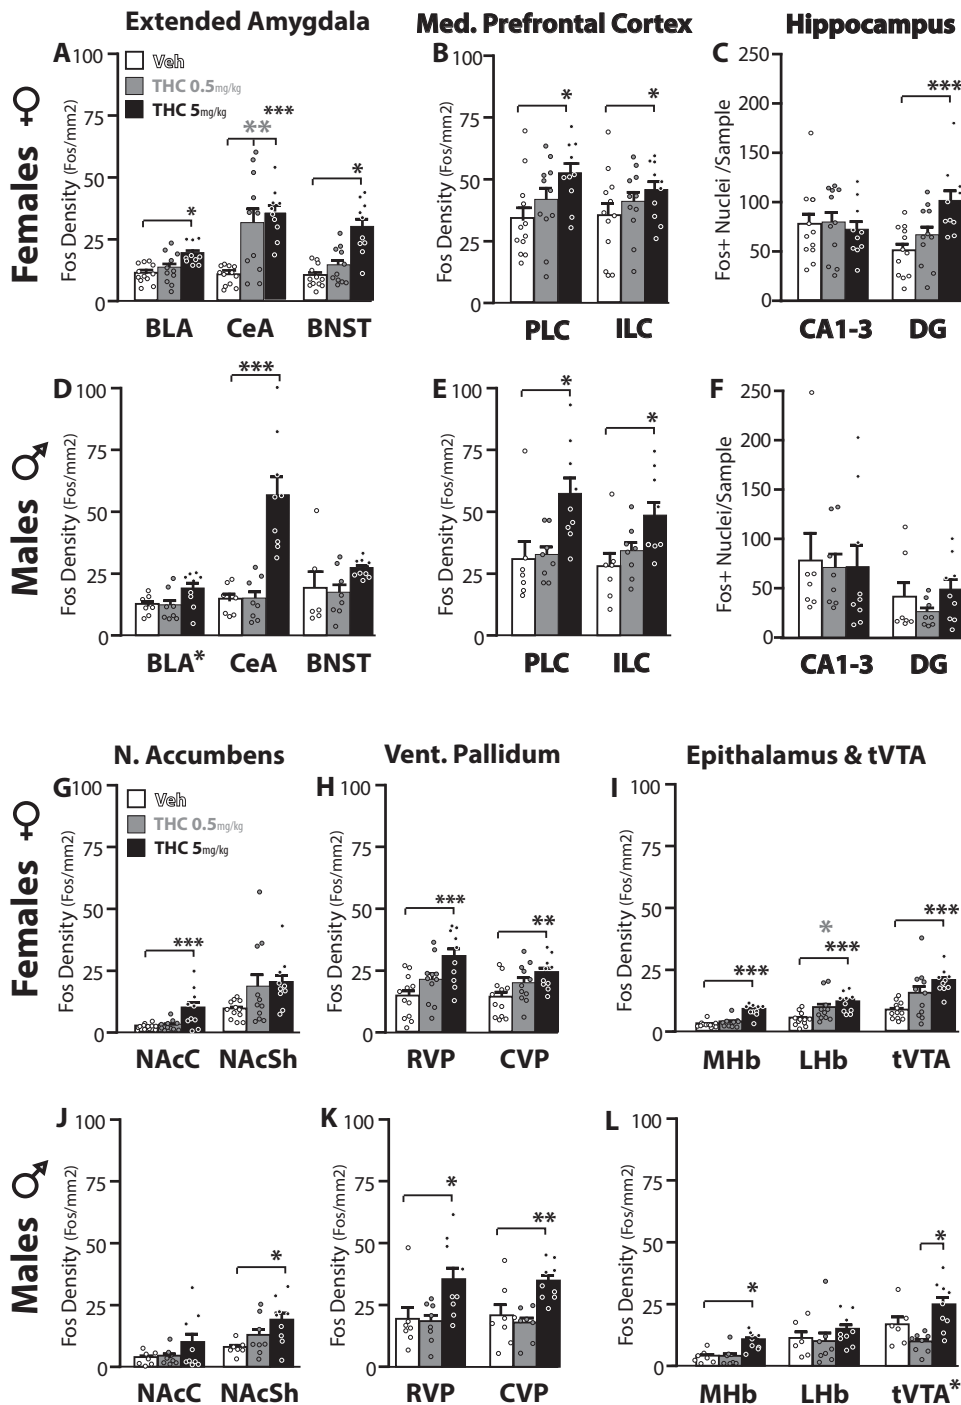 Extended Amygdala
Med. Prefrontal Cortex
Hippocampus
Females ♀
A
Fos Density (Fos/mm2)
100
75
50
25
0
Veh
THC 0.5mg/kg
THC 5mg/kg
*
**
***
*
BLA
CeA
BNST
B
Fos Density (Fos/mm2)
100
75
50
25
0
*
*
PLC
ILC
C
Fos+ Nuclei /Sample
250
200
150
100
50
0
***
CA1-3
DG
Males ♂
D
Fos Density (Fos/mm2)
100
75
50
25
0
***
BLA*
CeA
BNST
E
Fos Density (Fos/mm2)
100
75
50
25
0
*
*
PLC
ILC
F
Fos+ Nuclei/Sample
250
200
150
100
50
0
CA1-3
DG
N. Accumbens
Vent. Pallidum
Epithalamus & tVTA
Females ♀
G
Fos Density (Fos/mm2)
100
75
50
25
0
Veh
THC 0.5mg/kg
THC 5mg/kg
***
NAcC
NAcSh
H
Fos Density (Fos/mm2)
100
75
50
25
0
***
**
RVP
CVP
I
Fos Density (Fos/mm2)
100
75
50
25
0
***
*
***
***
MHb
LHb
tVTA
Males ♂
J
Fos Density (Fos/mm2)
100
75
50
25
0
*
NAcC
NAcSh
K
Fos Density (Fos/mm2)
100
75
50
25
0
*
**
RVP
CVP
L
Fos Density (Fos/mm2)
100
75
50
25
0
*
*
MHb
LHb
tVTA*